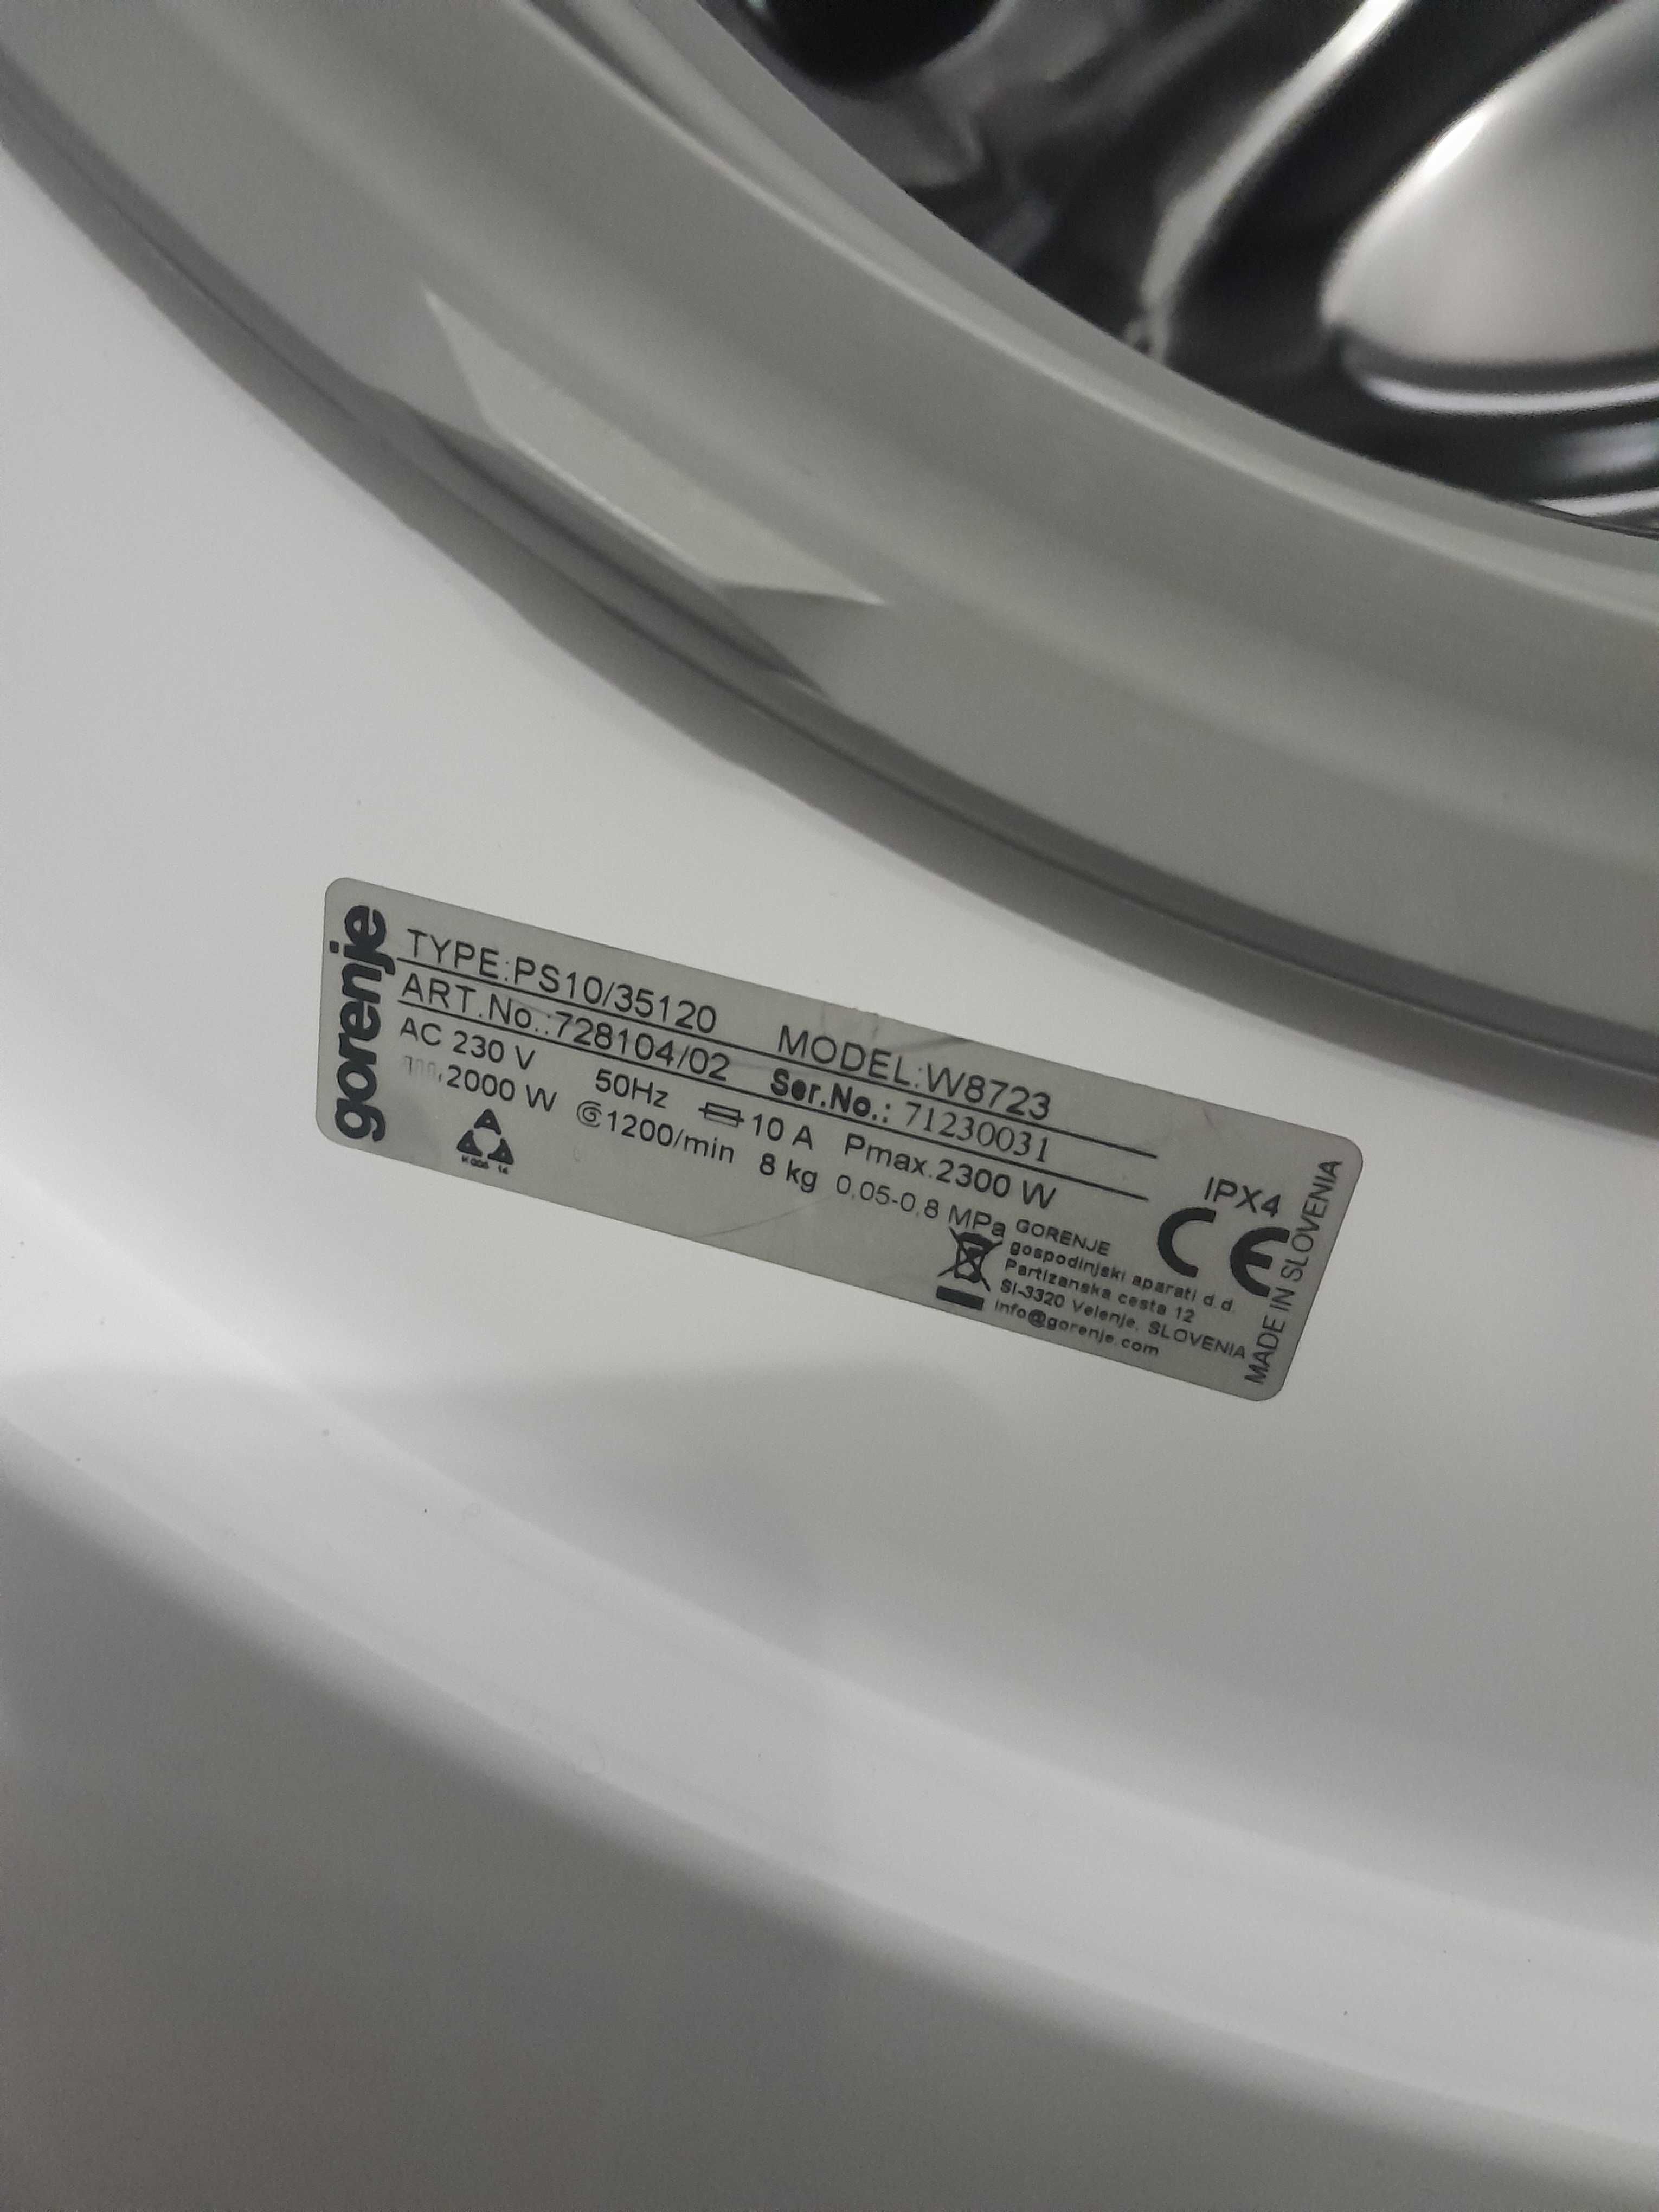 gorenje
TYPE:PS10/35120 MODEL:W8723
ART.No.:728104/02 Ser.No.: 71230031
AC 230 V 50Hz 10 A Pmax.2300 W IPX4
2000 W 1200/min 8 kg 0,05-0,8 MPa
CE
GORENJE
gospodinjski aparati d.d.
Partizanska cesta 12
SI-3320 Velenje, SLOVENIA
info@gorenje.com
MADE IN SLOVENIA